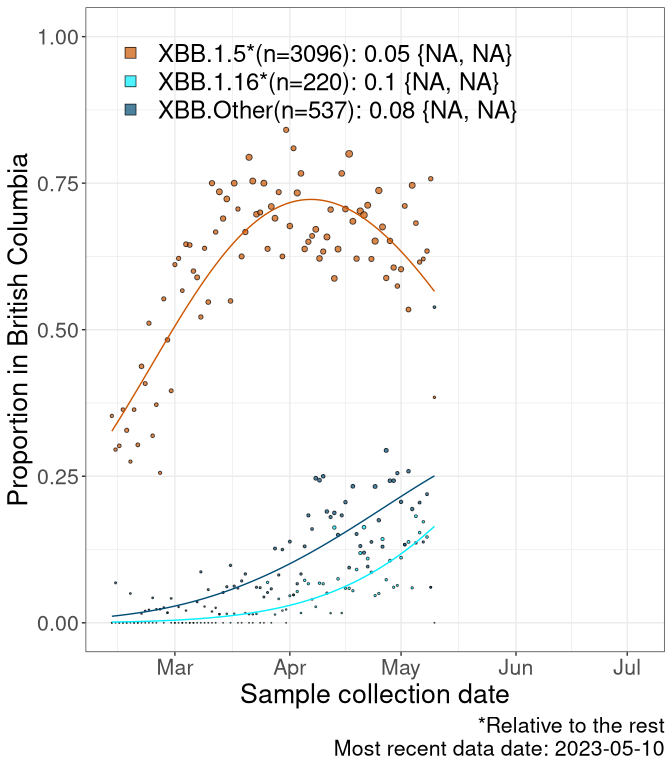 1.00
XBB.1.5*(n=3096): 0.05 {NA, NA}
XBB.1.16*(n=220): 0.1 {NA, NA}
XBB.Other(n=537): 0.08 {NA, NA}
0.75
0.50
0.25
0.00
Proportion in British Columbia
Mar Apr May Jun Jul
Sample collection date
*Relative to the rest
Most recent data date: 2023-05-10